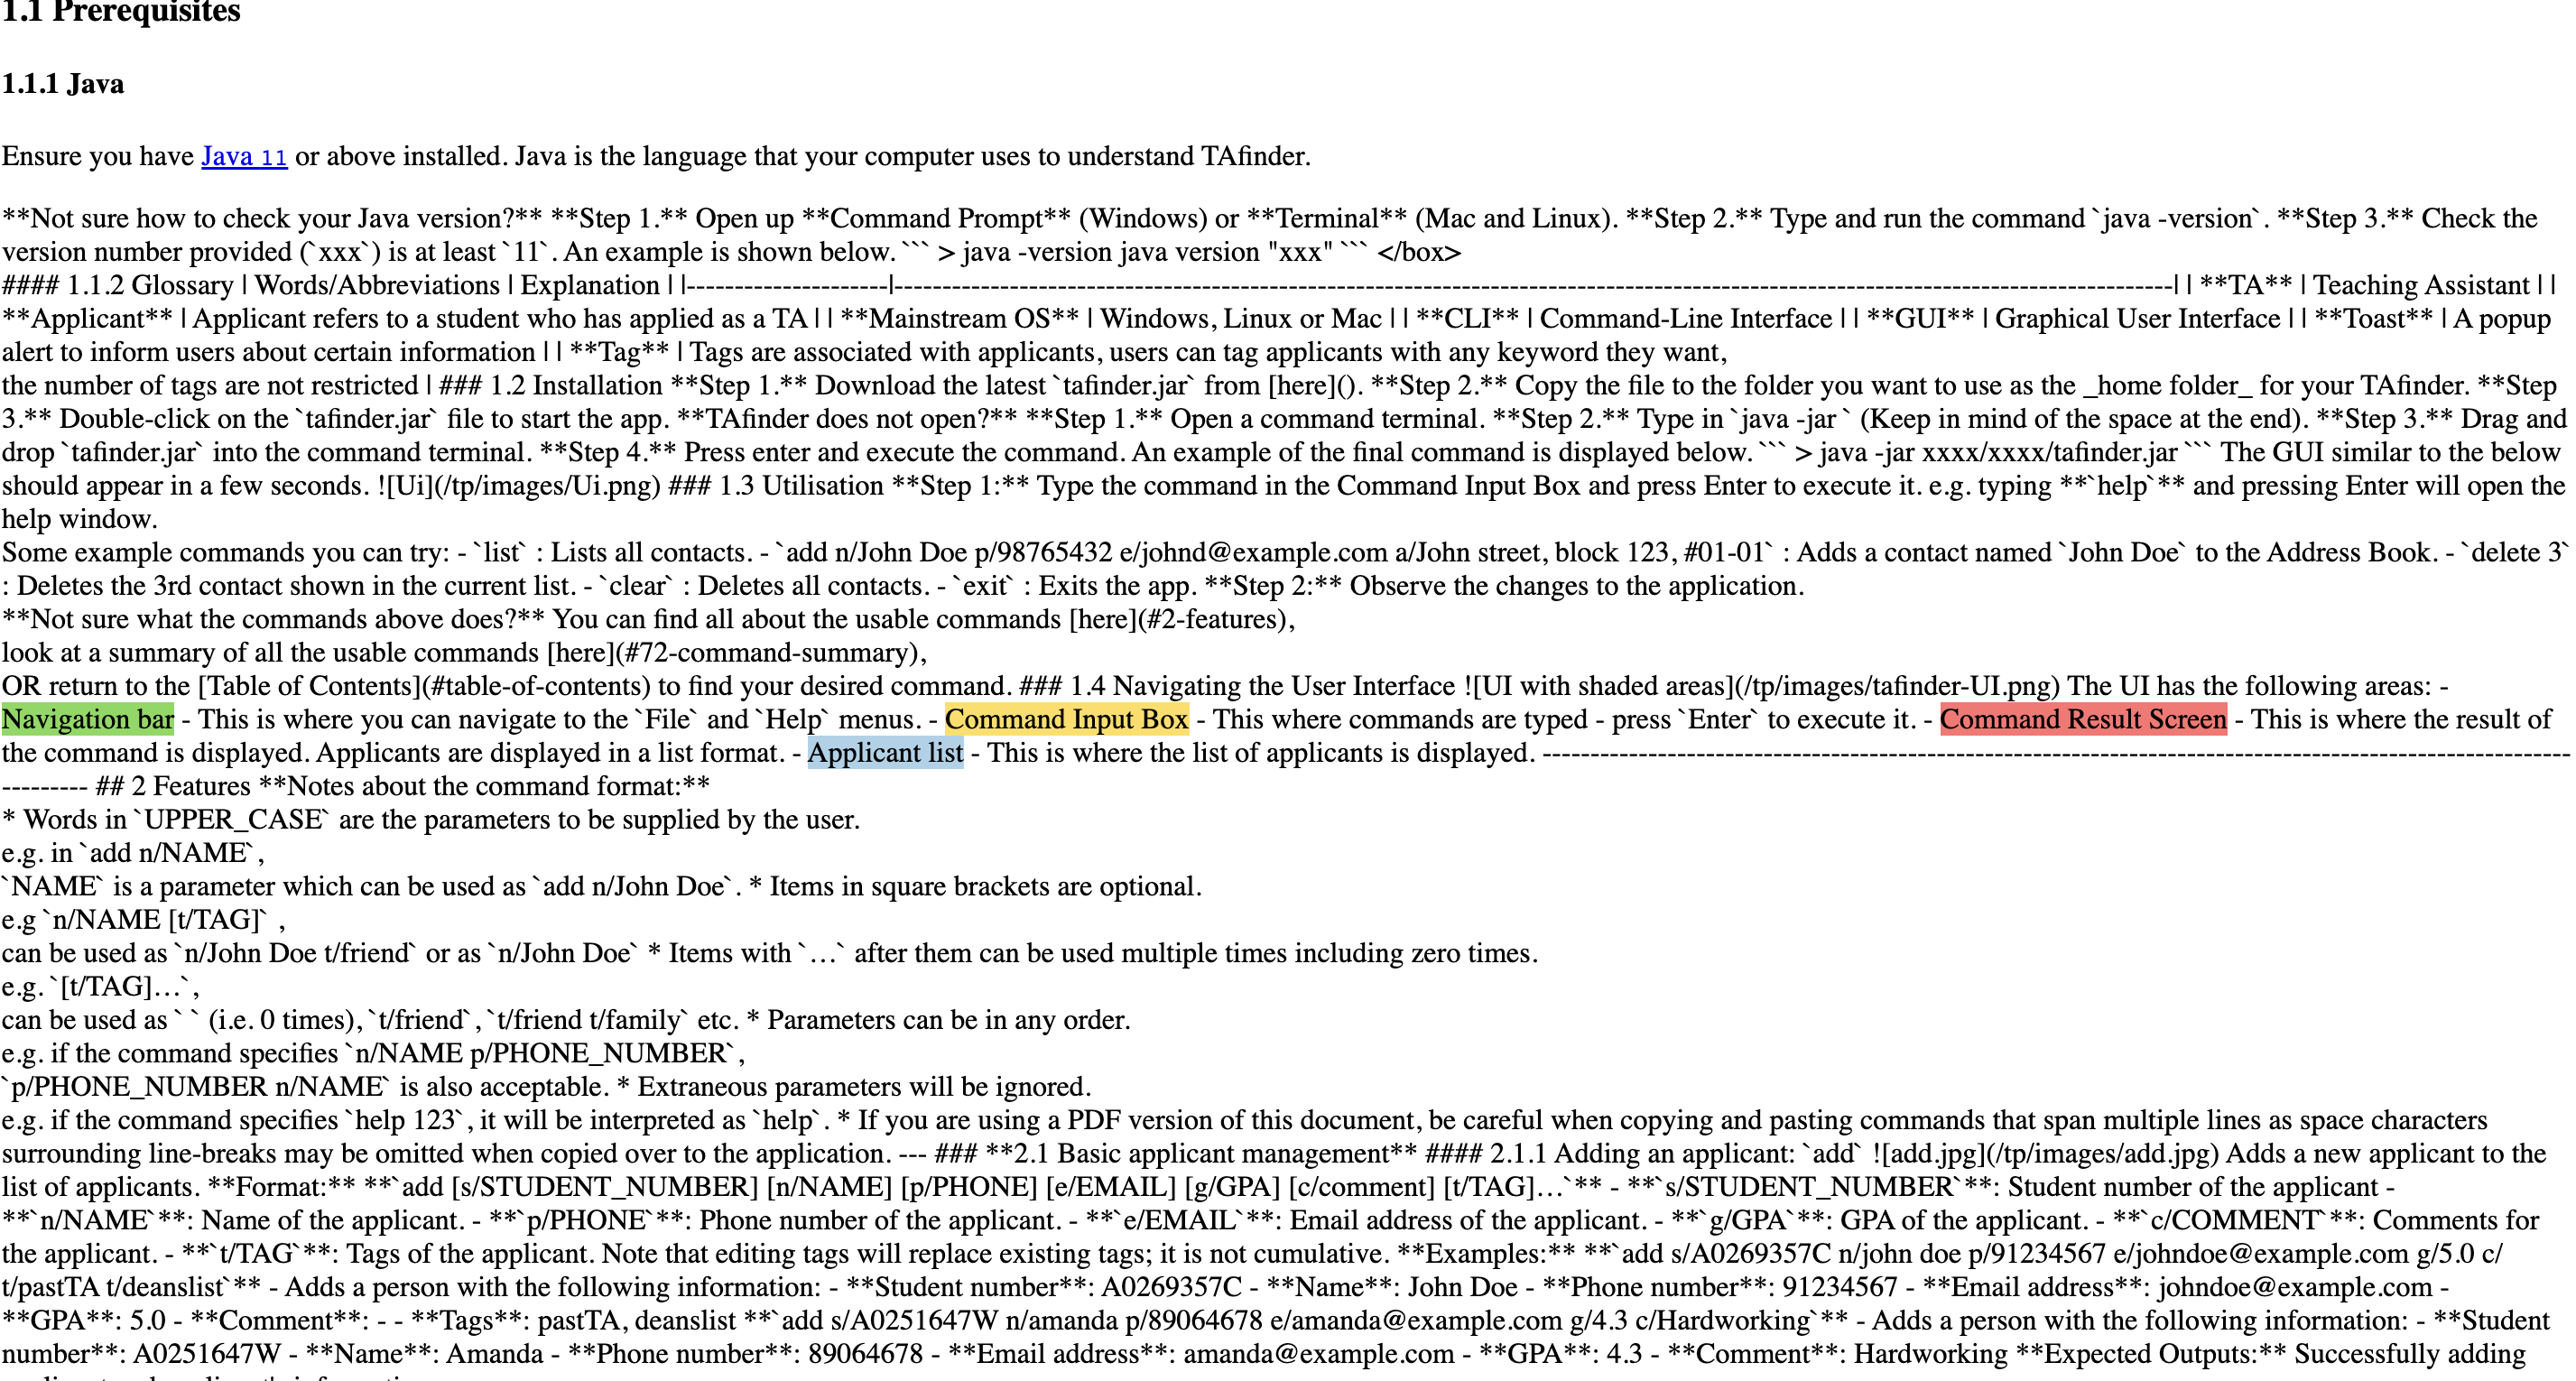 1.1 Prerequisites
1.1.1 Java
Ensure you have Java 11 or above installed. Java is the language that your computer uses to understand TAfinder.
**Not sure how to check your Java version?** **Step 1.** Open up **Command Prompt** (Windows) or **Terminal** (Mac and Linux). **Step 2.** Type and run the command `java -version`. **Step 3.** Check the
version number provided (`xxx`) is at least `11`. An example is shown below. ``` > java -version java version "xxx" ``` </box>
#### 1.1.2 Glossary | Words/Abbreviations | Explanation | |---------------------|--------------------------------------------------------------------------------------------------------------------------------------| | **TA** | Teaching Assistant | |
**Applicant** | Applicant refers to a student who has applied as a TA | | **Mainstream OS** | Windows, Linux or Mac | | **CLI** | Command-Line Interface | | **GUI** | Graphical User Interface | | **Toast** | A popup
alert to inform users about certain information | | **Tag** | Tags are associated with applicants, users can tag applicants with any keyword they want,
the number of tags are not restricted | ### 1.2 Installation **Step 1.** Download the latest `tafinder.jar` from [here](). **Step 2.** Copy the file to the folder you want to use as the _home folder_ for your TAfinder. **Step
3.** Double-click on the `tafinder.jar` file to start the app. **TAfinder does not open?** **Step 1.** Open a command terminal. **Step 2.** Type in `java -jar ` (Keep in mind of the space at the end). **Step 3.** Drag and
drop `tafinder.jar` into the command terminal. **Step 4.** Press enter and execute the command. An example of the final command is displayed below. ``` > java -jar xxxx/xxxx/tafinder.jar ``` The GUI similar to the below
should appear in a few seconds. ![Ui](/tp/images/Ui.png) ### 1.3 Utilisation **Step 1:** Type the command in the Command Input Box and press Enter to execute it. e.g. typing **`help`** and pressing Enter will open the
help window.
Some example commands you can try: - `list` : Lists all contacts. - `add n/John Doe p/98765432 e/johnd@example.com a/John street, block 123, #01-01` : Adds a contact named `John Doe` to the Address Book. - `delete 3`
: Deletes the 3rd contact shown in the current list. - `clear` : Deletes all contacts. - `exit` : Exits the app. **Step 2:** Observe the changes to the application.
**Not sure what the commands above does?** You can find all about the usable commands [here](#2-features),
look at a summary of all the usable commands [here](#72-command-summary),
OR return to the [Table of Contents](#table-of-contents) to find your desired command. ### 1.4 Navigating the User Interface ![UI with shaded areas](/tp/images/tafinder-UI.png) The UI has the following areas: -
Navigation bar - This is where you can navigate to the `File` and `Help` menus. - Command Input Box - This where commands are typed - press `Enter` to execute it. - Command Result Screen - This is where the result of
the command is displayed. Applicants are displayed in a list format. - Applicant list - This is where the list of applicants is displayed. -----------------------------------------------------------------------------------------------------------
--------- ## 2 Features **Notes about the command format:**
* Words in `UPPER_CASE` are the parameters to be supplied by the user.
e.g. in `add n/NAME`,
`NAME` is a parameter which can be used as `add n/John Doe`. * Items in square brackets are optional.
e.g `n/NAME [t/TAG]` ,
can be used as `n/John Doe t/friend` or as `n/John Doe` * Items with `…` after them can be used multiple times including zero times.
e.g. `[t/TAG]…`,
can be used as ` ` (i.e. 0 times), `t/friend`, `t/friend t/family` etc. * Parameters can be in any order.
e.g. if the command specifies `n/NAME p/PHONE_NUMBER`,
`p/PHONE_NUMBER n/NAME` is also acceptable. * Extraneous parameters will be ignored.
e.g. if the command specifies `help 123`, it will be interpreted as `help`. * If you are using a PDF version of this document, be careful when copying and pasting commands that span multiple lines as space characters
surrounding line-breaks may be omitted when copied over to the application. --- ### **2.1 Basic applicant management** #### 2.1.1 Adding an applicant: `add` ![add.jpg](/tp/images/add.jpg) Adds a new applicant to the
list of applicants. **Format:** **`add [s/STUDENT_NUMBER] [n/NAME] [p/PHONE] [e/EMAIL] [g/GPA] [c/comment] [t/TAG]…`** - **`s/STUDENT_NUMBER`**: Student number of the applicant -
**`n/NAME`**: Name of the applicant. - **`p/PHONE`**: Phone number of the applicant. - **`e/EMAIL`**: Email address of the applicant. - **`g/GPA`**: GPA of the applicant. - **`c/COMMENT`**: Comments for
the applicant. - **`t/TAG`**: Tags of the applicant. Note that editing tags will replace existing tags; it is not cumulative. **Examples:** **`add s/A0269357C n/john doe p/91234567 e/johndoe@example.com g/5.0 c/
t/pastTA t/deanslist`** - Adds a person with the following information: - **Student number**: A0269357C - **Name**: John Doe - **Phone number**: 91234567 - **Email address**: johndoe@example.com -
**GPA**: 5.0 - **Comment**: - - **Tags**: pastTA, deanslist **`add s/A0251647W n/amanda p/89064678 e/amanda@example.com g/4.3 c/Hardworking`** - Adds a person with the following information: - **Student
number**: A0251647W - **Name**: Amanda - **Phone number**: 89064678 - **Email address**: amanda@example.com - **GPA**: 4.3 - **Comment**: Hardworking **Expected Outputs:** Successfully adding